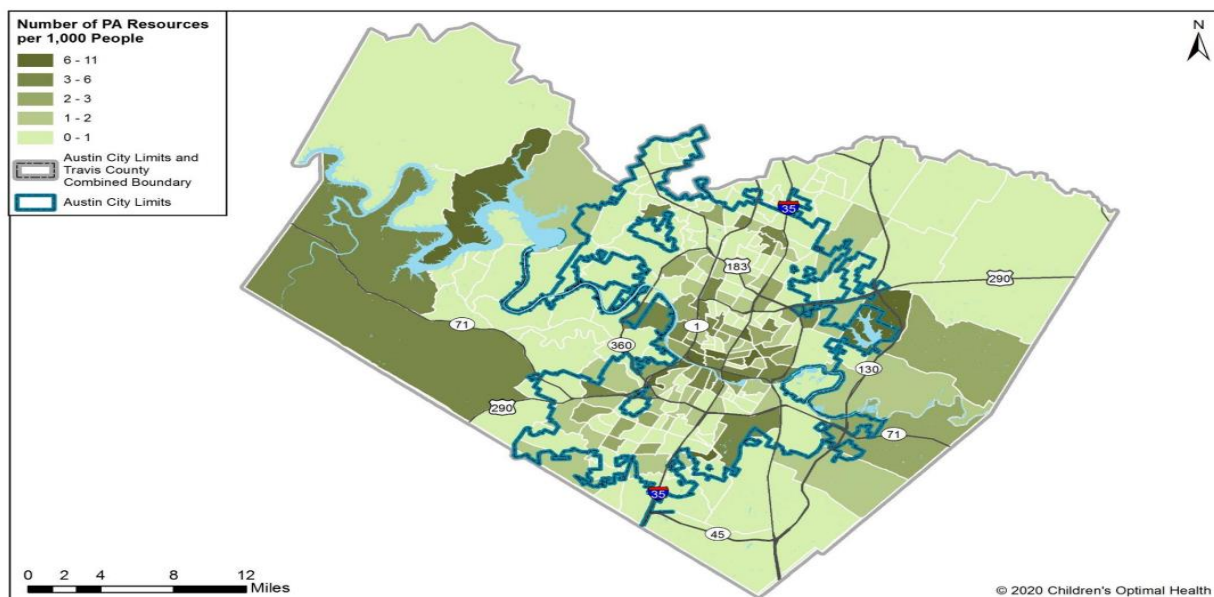 Number of PA Resources
per 1,000 People
6 - 11
3 - 6
2 - 3
1 - 2
0 - 1
Austin City Limits and
Travis County
Combined Boundary
Austin City Limits
N
35
183
290
71
1
360
130
290
71
35
45
0 2 4 8 12
Miles
© 2020 Children's Optimal Health